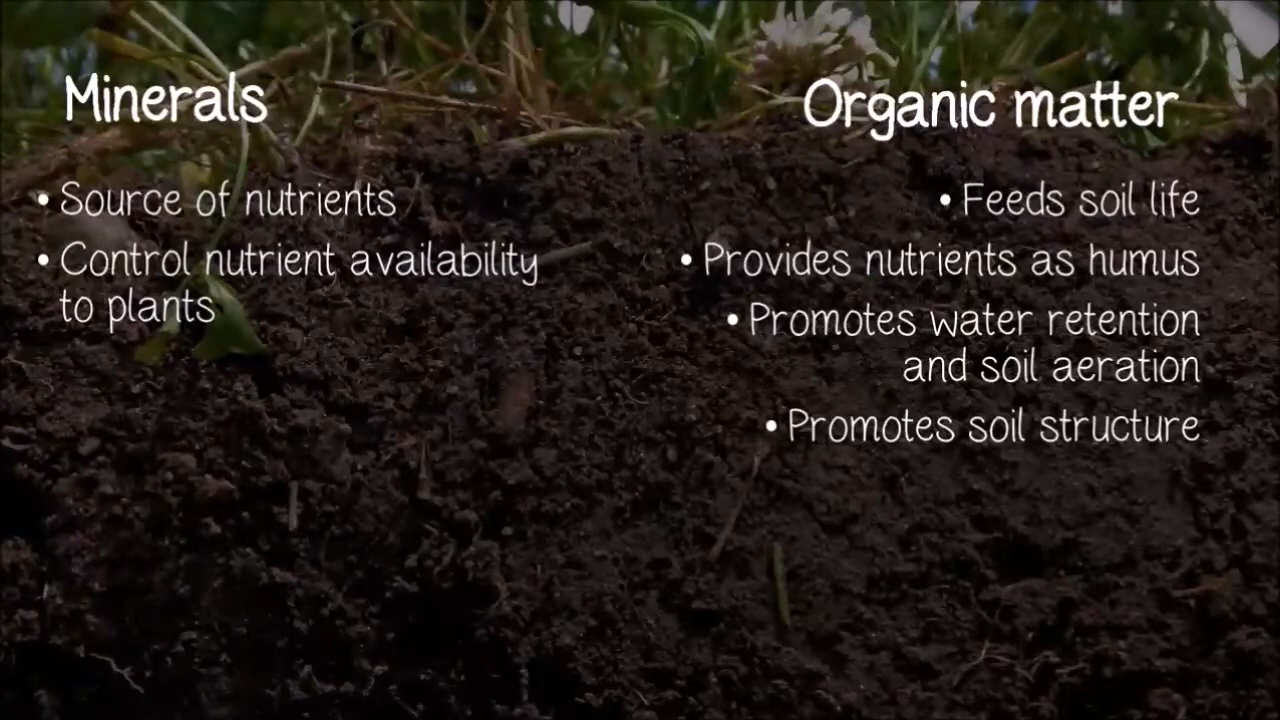 Minerals
• Source of nutrients
• Control nutrient availability
to plants
Organic matter
• Feeds soil life
• Provides nutrients as humus
• Promotes water retention
and soil aeration
• Promotes soil structure